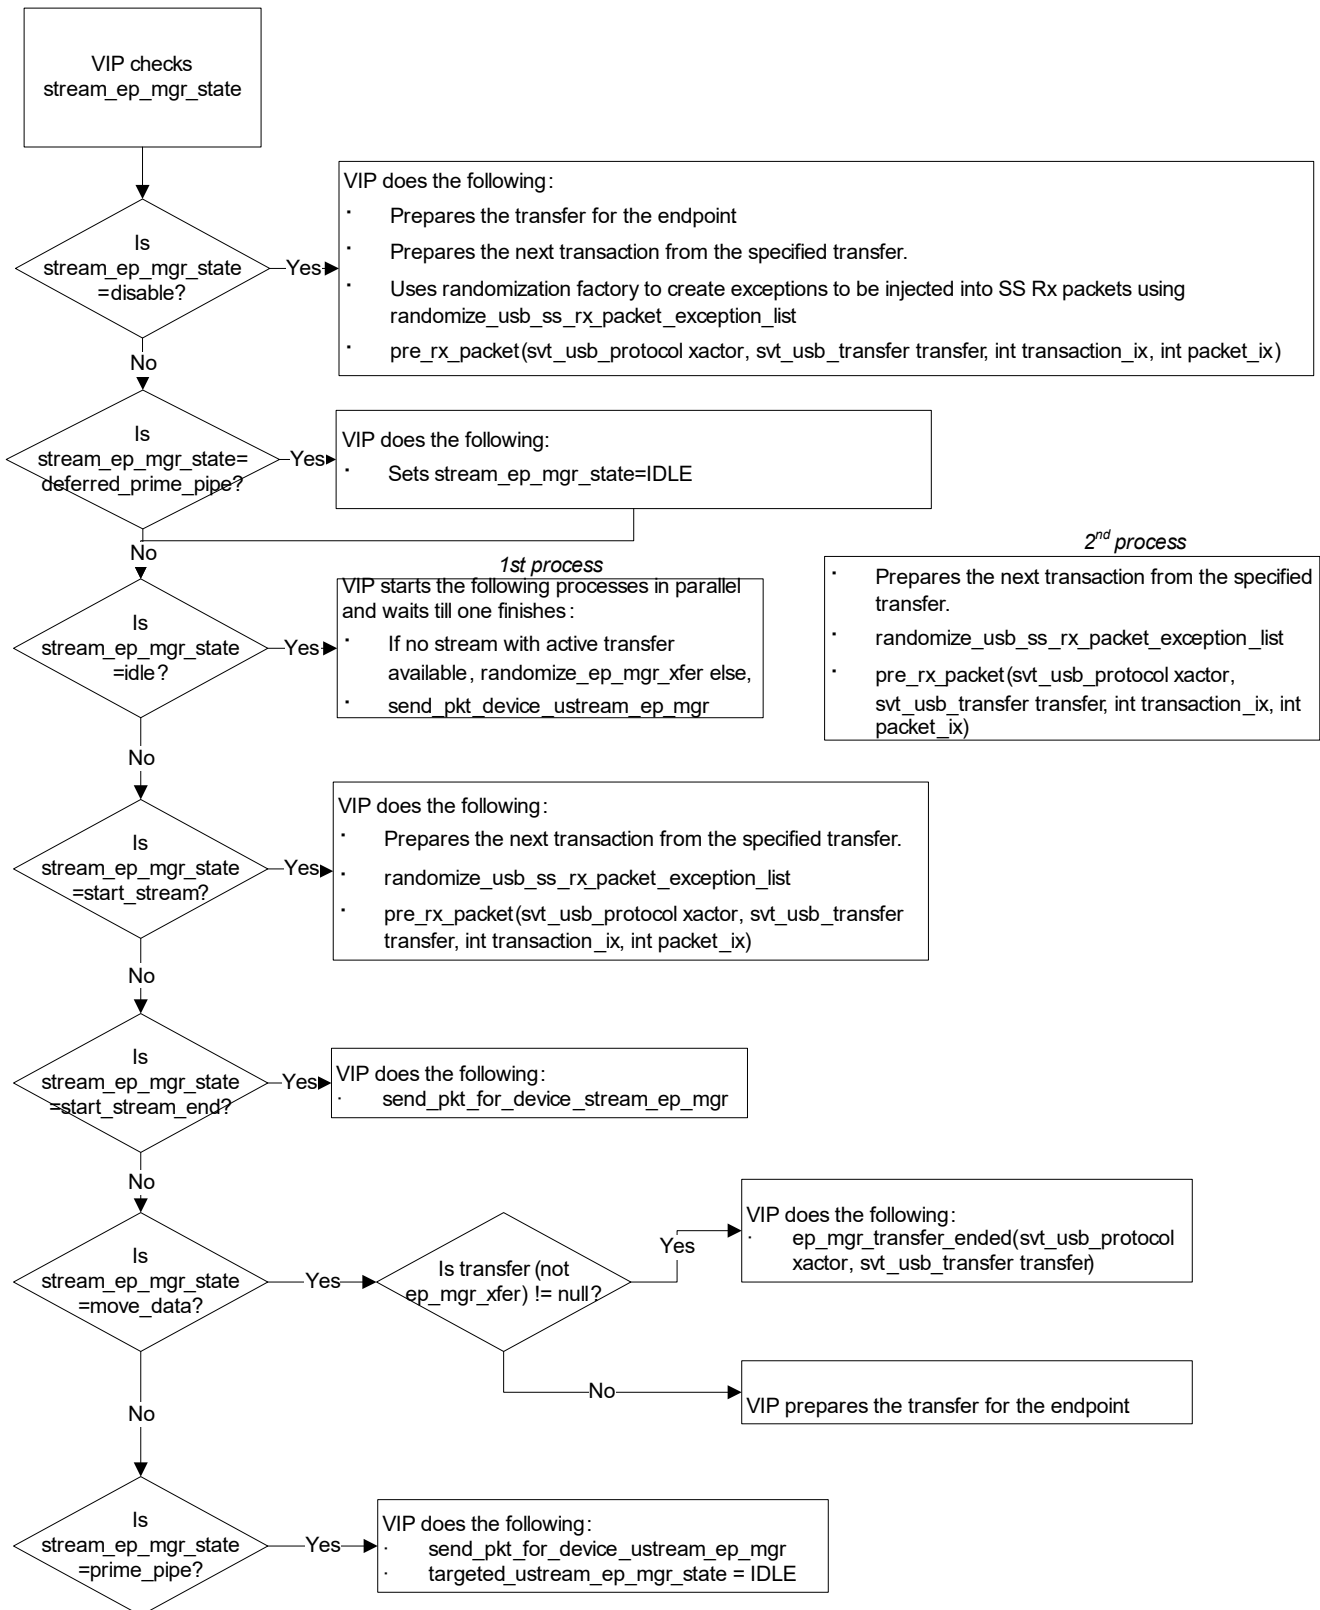 VIP checks
stream_ep_mgr_state
Is
stream_ep_mgr_state
=disable?
Yes
VIP does the following:
· Prepares the transfer for the endpoint
· Prepares the next transaction from the specified transfer.
· Uses randomization factory to create exceptions to be injected into SS Rx packets using
randomize_usb_ss_rx_packet_exception_list
· pre_rx_packet(svt_usb_protocol xactor, svt_usb_transfer transfer, int transaction_ix, int packet_ix)
No
Is
stream_ep_mgr_state=
deferred_prime_pipe?
Yes
VIP does the following:
· Sets stream_ep_mgr_state=IDLE
No
Is
stream_ep_mgr_state
=idle?
Yes
1st process
VIP starts the following processes in parallel
and waits till one finishes:
· If no stream with active transfer
available, randomize_ep_mgr_xfer else,
· send_pkt_device_ustream_ep_mgr
2nd process
· Prepares the next transaction from the specified
transfer.
· randomize_usb_ss_rx_packet_exception_list
· pre_rx_packet(svt_usb_protocol xactor,
svt_usb_transfer transfer, int transaction_ix, int
packet_ix)
No
Is
stream_ep_mgr_state
=start_stream?
Yes
VIP does the following:
· Prepares the next transaction from the specified transfer.
· randomize_usb_ss_rx_packet_exception_list
· pre_rx_packet(svt_usb_protocol xactor, svt_usb_transfer
transfer, int transaction_ix, int packet_ix)
No
Is
stream_ep_mgr_state
=start_stream_end?
Yes
VIP does the following:
· send_pkt_for_device_stream_ep_mgr
No
Is
stream_ep_mgr_state
=move_data?
Yes
Is transfer (not
ep_mgr_xfer) != null?
Yes
VIP does the following:
· ep_mgr_transfer_ended(svt_usb_protocol
xactor, svt_usb_transfer transfer)
No
VIP prepares the transfer for the endpoint
No
Is
stream_ep_mgr_state
=prime_pipe?
Yes
VIP does the following:
· send_pkt_for_device_ustream_ep_mgr
· targeted_ustream_ep_mgr_state = IDLE